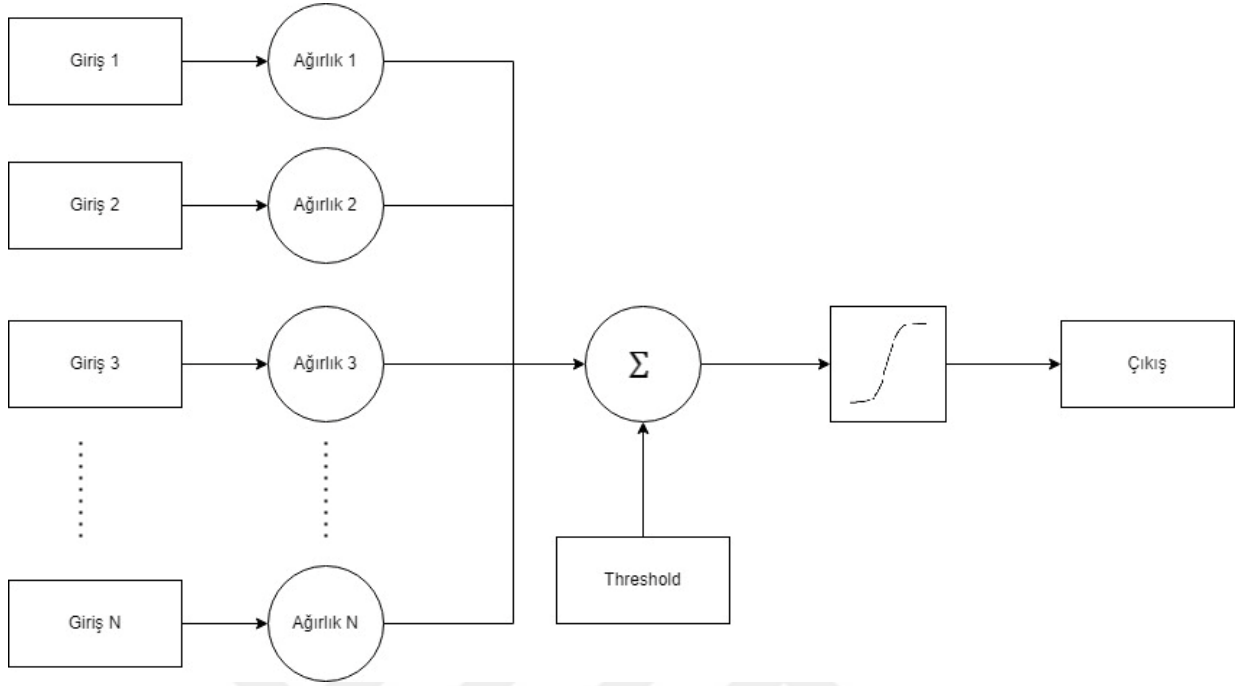 Giriş 1
Ağırlık 1
Giriş 2
Ağırlık 2
Giriş 3
Ağırlık 3
Σ
Çıkış
Threshold
Giriş N
Ağırlık N